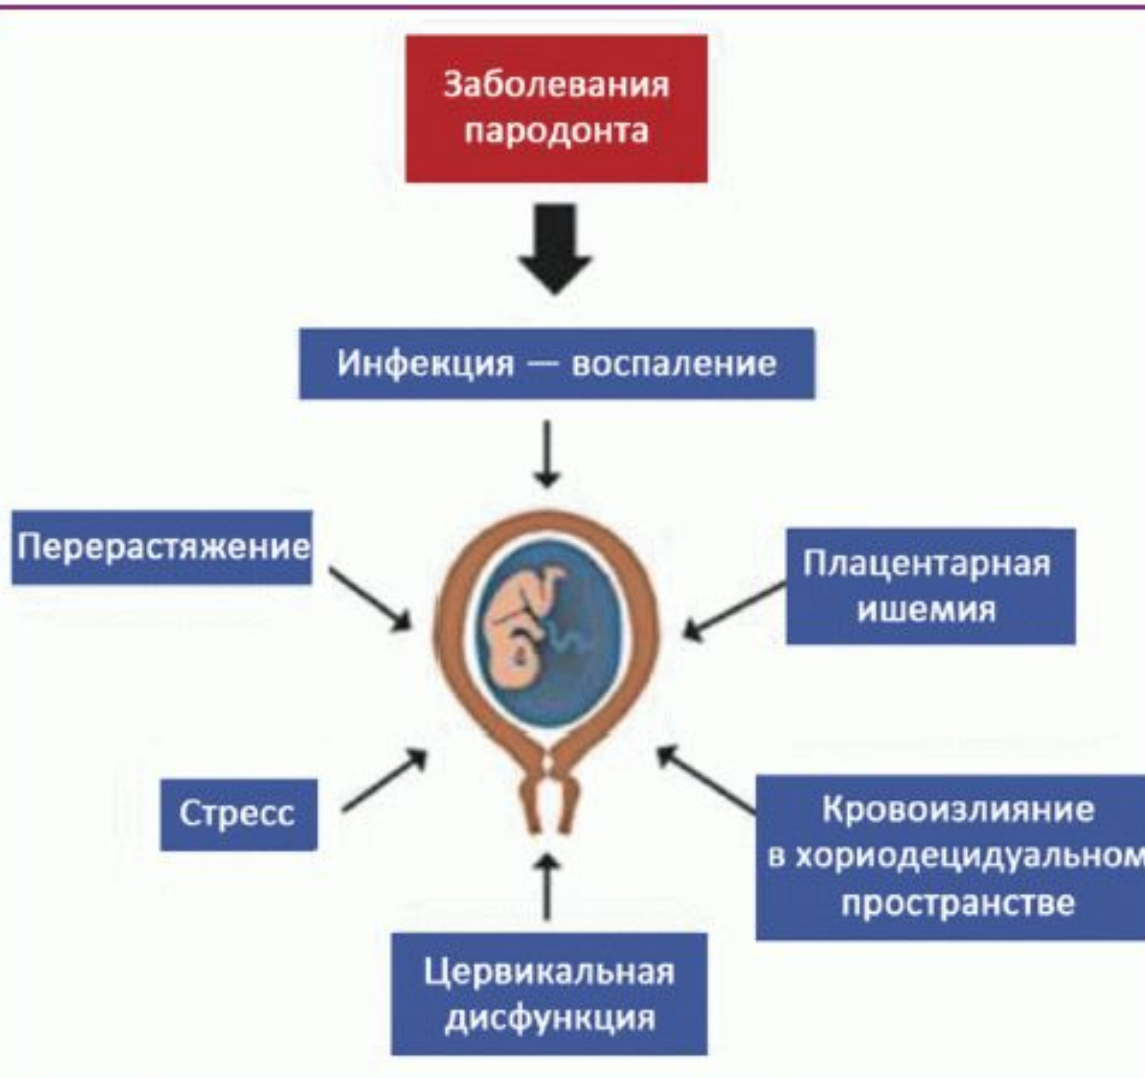 Заболевания
пародонта
Инфекция — воспаление
Перерастяжение
Плацентарная
ишемия
Стресс
Кровоизлияние
в хориодецидуальном
пространстве
Цервикальная
дисфункция